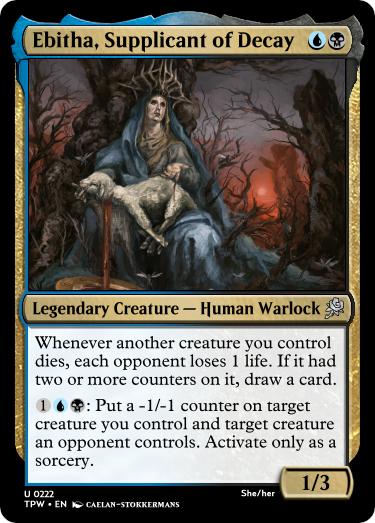 Ebitha, Supplicant of Decay
Legendary Creature — Human Warlock
Whenever another creature you control
dies, each opponent loses 1 life. If it had
two or more counters on it, draw a card.
1 : Put a -1/-1 counter on target
creature you control and target creature
an opponent controls. Activate only as a
sorcery.
1/3
U 0222 She/her
TPW • EN CAELAN-STOKKERMANS